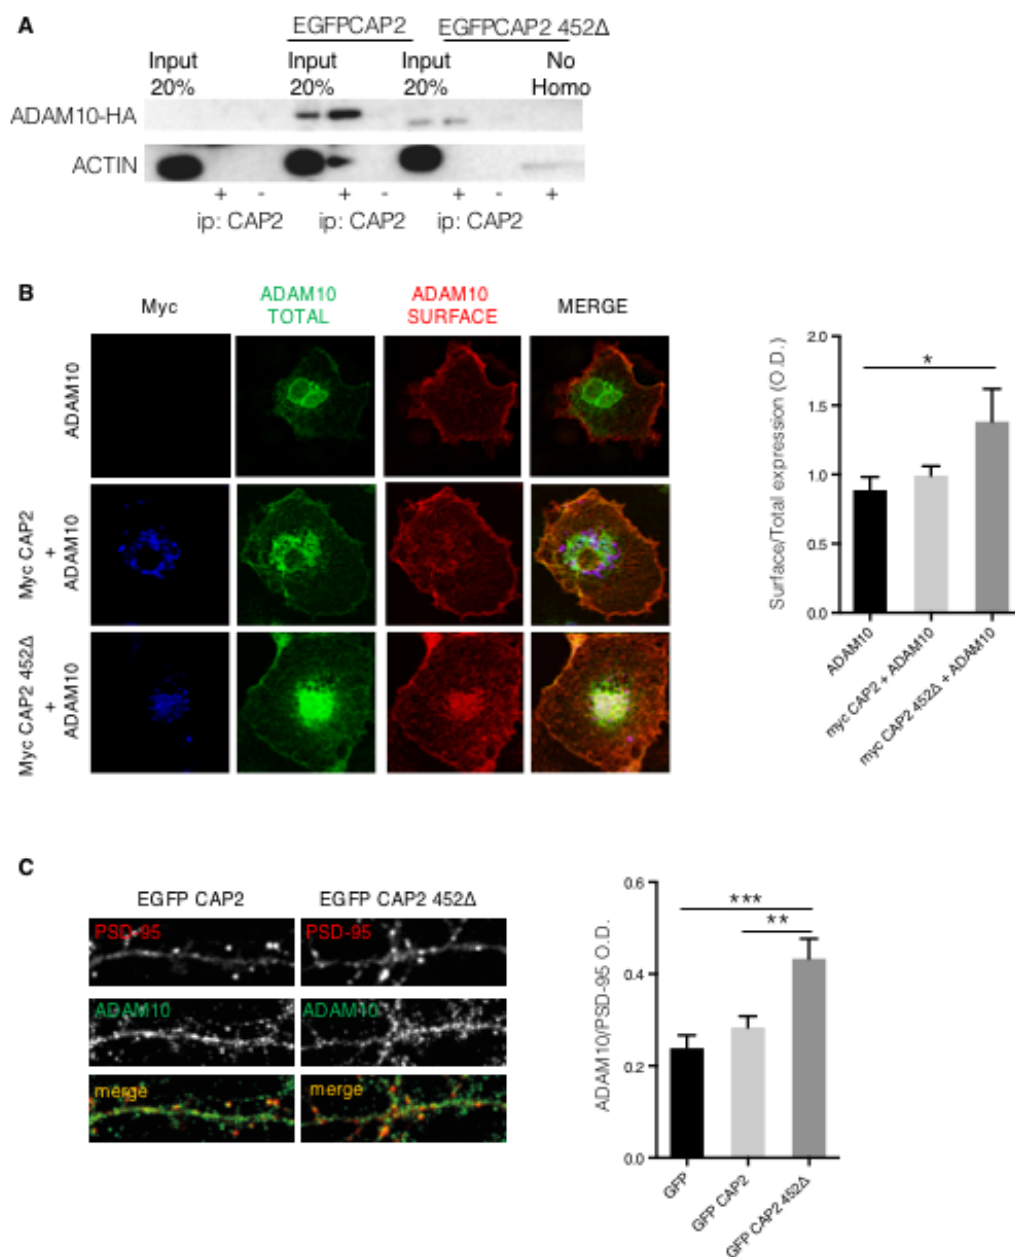 A
EGFPCAP2 EGFPCAP2 452Δ
Input Input Input No
20% 20% 20% Homo
ADAM10-HA
ACTIN
+ - + - + - +
ip: CAP2 ip: CAP2 ip: CAP2
B
Myc ADAM10 TOTAL ADAM10 SURFACE MERGE
ADAM10
Myc CAP2 + ADAM10
Myc CAP2 452Δ + ADAM10
Surface/Total expression (O.D.)
2.0
1.5
1.0
0.5
0.0
*
ADAM10
myc CAP2 + ADAM10
myc CAP2 452Δ + ADAM10
C
EGFP CAP2 EGFP CAP2 452Δ
PSD-95 PSD-95
ADAM10 ADAM10
merge merge
ADAM10/PSD-95 O.D.
0.6
0.4
0.2
0.0
***
**
GFP
GFP CAP2
GFP CAP2 452Δ